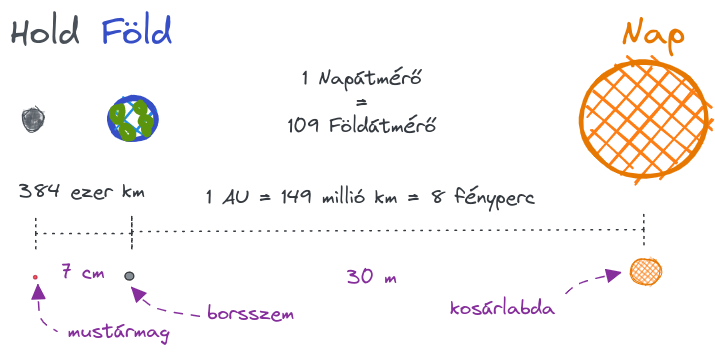 Hold Föld
Nap
1 Napátmérő
=
109 Földátmérő
384 ezer km
1 AU = 149 millió km = 8 fényperc
7 cm
30 m
mustármag
borsszem
kosárlabda